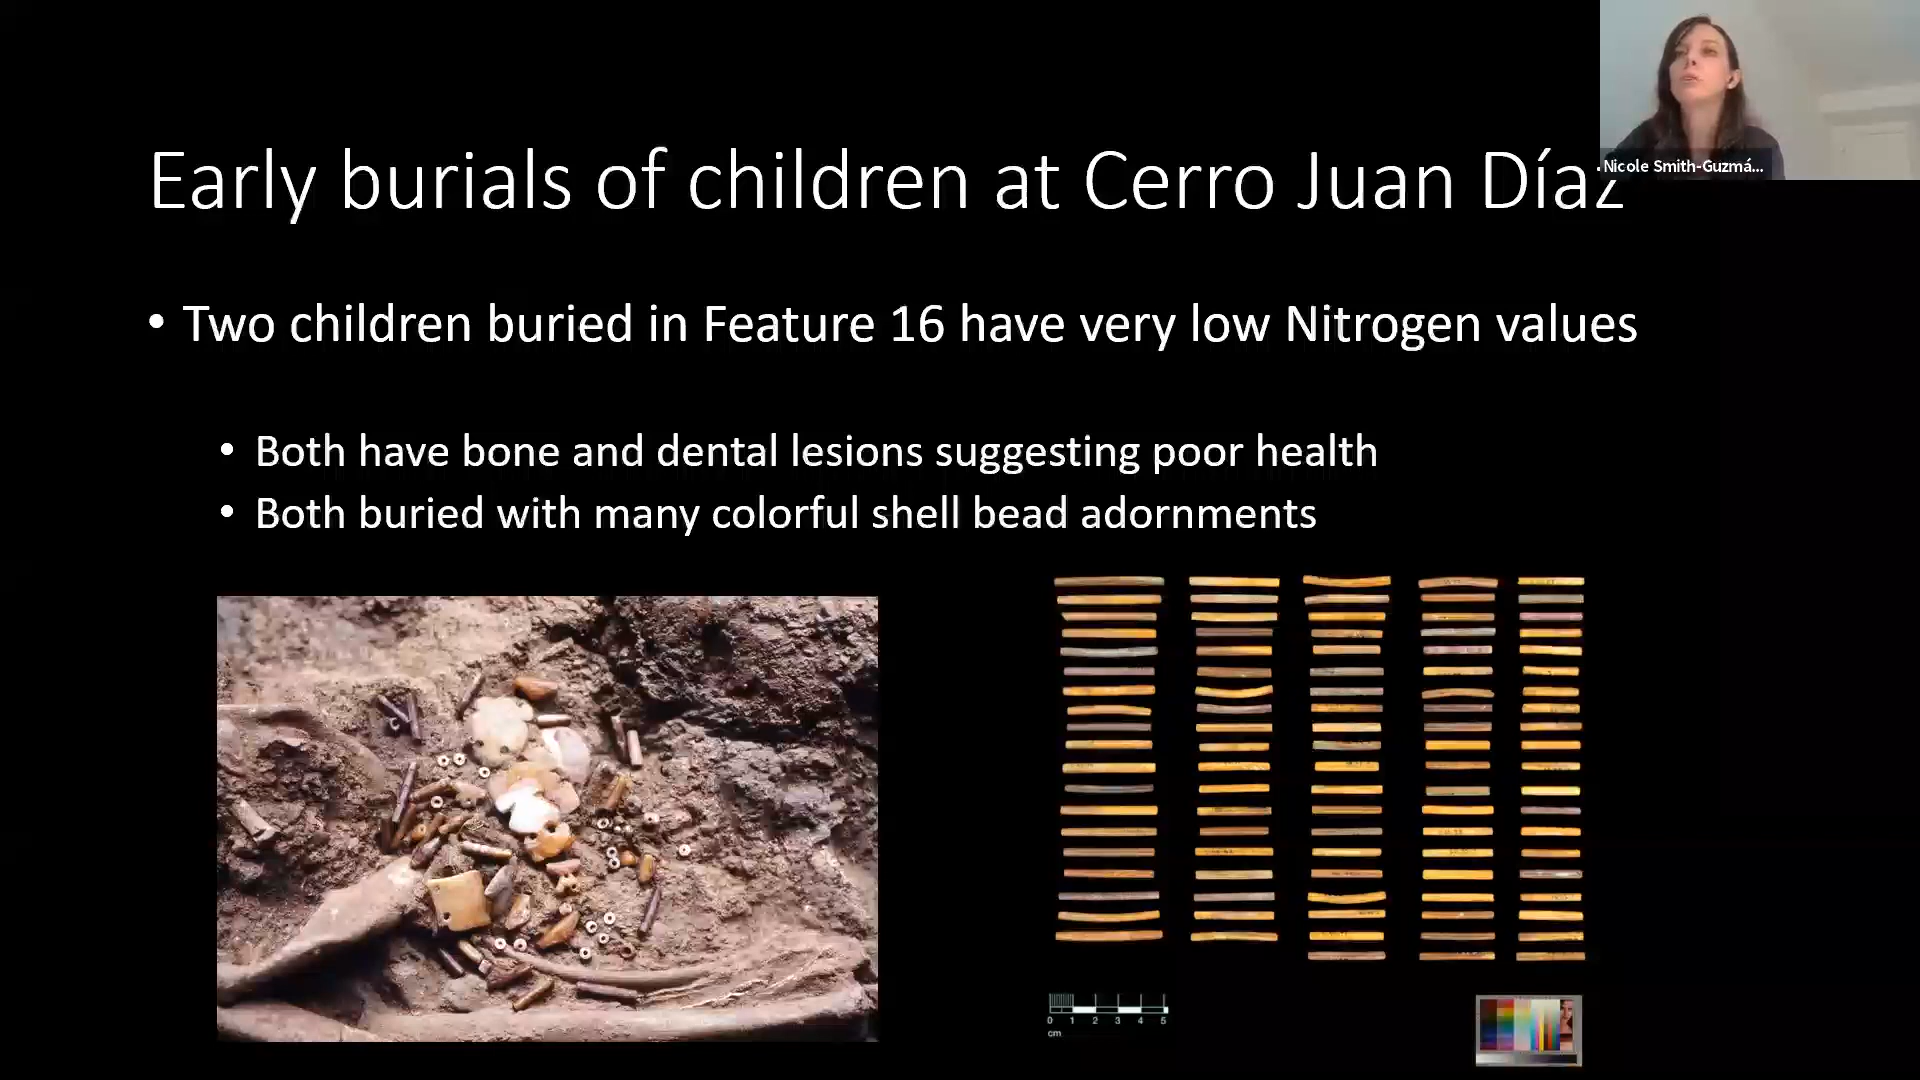 Early burials of children at Cerro Juan Díaz
Nicole Smith-Guzmá...
• Two children buried in Feature 16 have very low Nitrogen values
• Both have bone and dental lesions suggesting poor health
• Both buried with many colorful shell bead adornments
0 1 2 3 4 5
cm